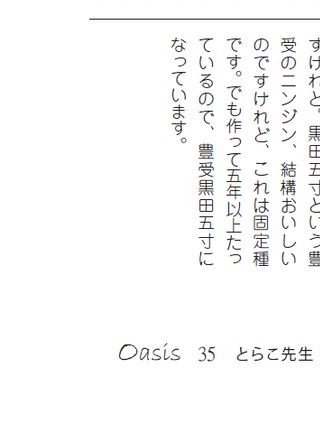 すけれど。黒田五寸という豊
受のニンジン、結構おいしい
のですけれど、これは固定種
です。でも作って五年以上たっ
ているので、豊受黒田五寸に
なっています。
Oasis 35 とらこ先生